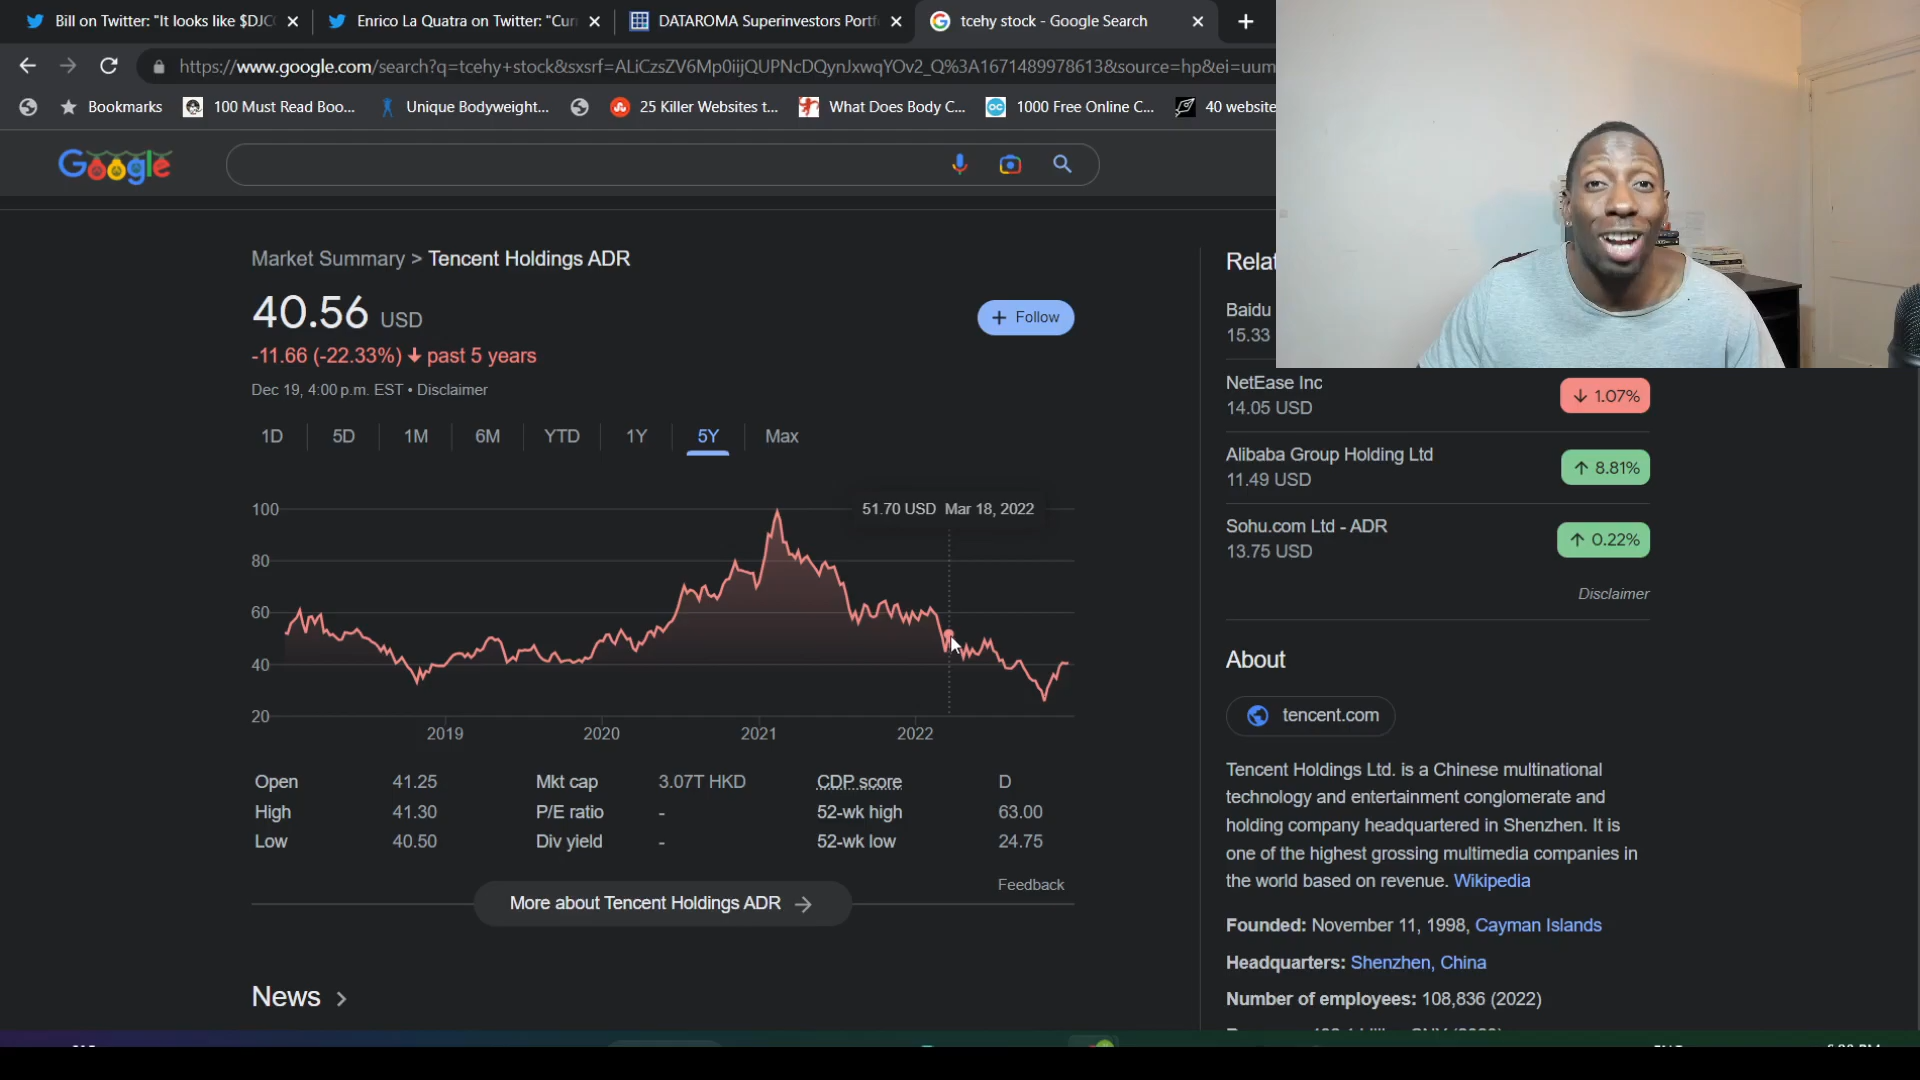 Bill on Twitter: "It looks like $DJC
Enrico La Quatra on Twitter: "Cur
DATAROMA Superinvestors Portf
tcehy stock - Google Search
https://www.google.com/search?q=tcehy+stock&sxsrf=ALiCzsZV6Mp0iijQUPNcDQynJxwqYOv2_Q%3A1671489978613&source=hp&ei=uum
Bookmarks
100 Must Read Boo...
Unique Bodyweight...
25 Killer Websites t...
What Does Body C...
1000 Free Online C...
40 website
Google
Market Summary > Tencent Holdings ADR
40.56 USD
+ Follow
-11.66 (-22.33%) ↓ past 5 years
Dec 19, 4:00 p.m. EST • Disclaimer
1D 5D 1M 6M YTD 1Y 5Y Max
51.70 USD Mar 18, 2022
100
80
60
40
20
2019 2020 2021 2022
Open 41.25 Mkt cap 3.07T HKD CDP score D
High 41.30 P/E ratio - 52-wk high 63.00
Low 40.50 Div yield - 52-wk low 24.75
Feedback
More about Tencent Holdings ADR →
News >
Relat
Baidu
15.33
NetEase Inc
14.05 USD
↓ 1.07%
Alibaba Group Holding Ltd
11.49 USD
↑ 8.81%
Sohu.com Ltd - ADR
13.75 USD
↑ 0.22%
Disclaimer
About
tencent.com
Tencent Holdings Ltd. is a Chinese multinational
technology and entertainment conglomerate and
holding company headquartered in Shenzhen. It is
one of the highest grossing multimedia companies in
the world based on revenue. Wikipedia
Founded: November 11, 1998, Cayman Islands
Headquarters: Shenzhen, China
Number of employees: 108,836 (2022)